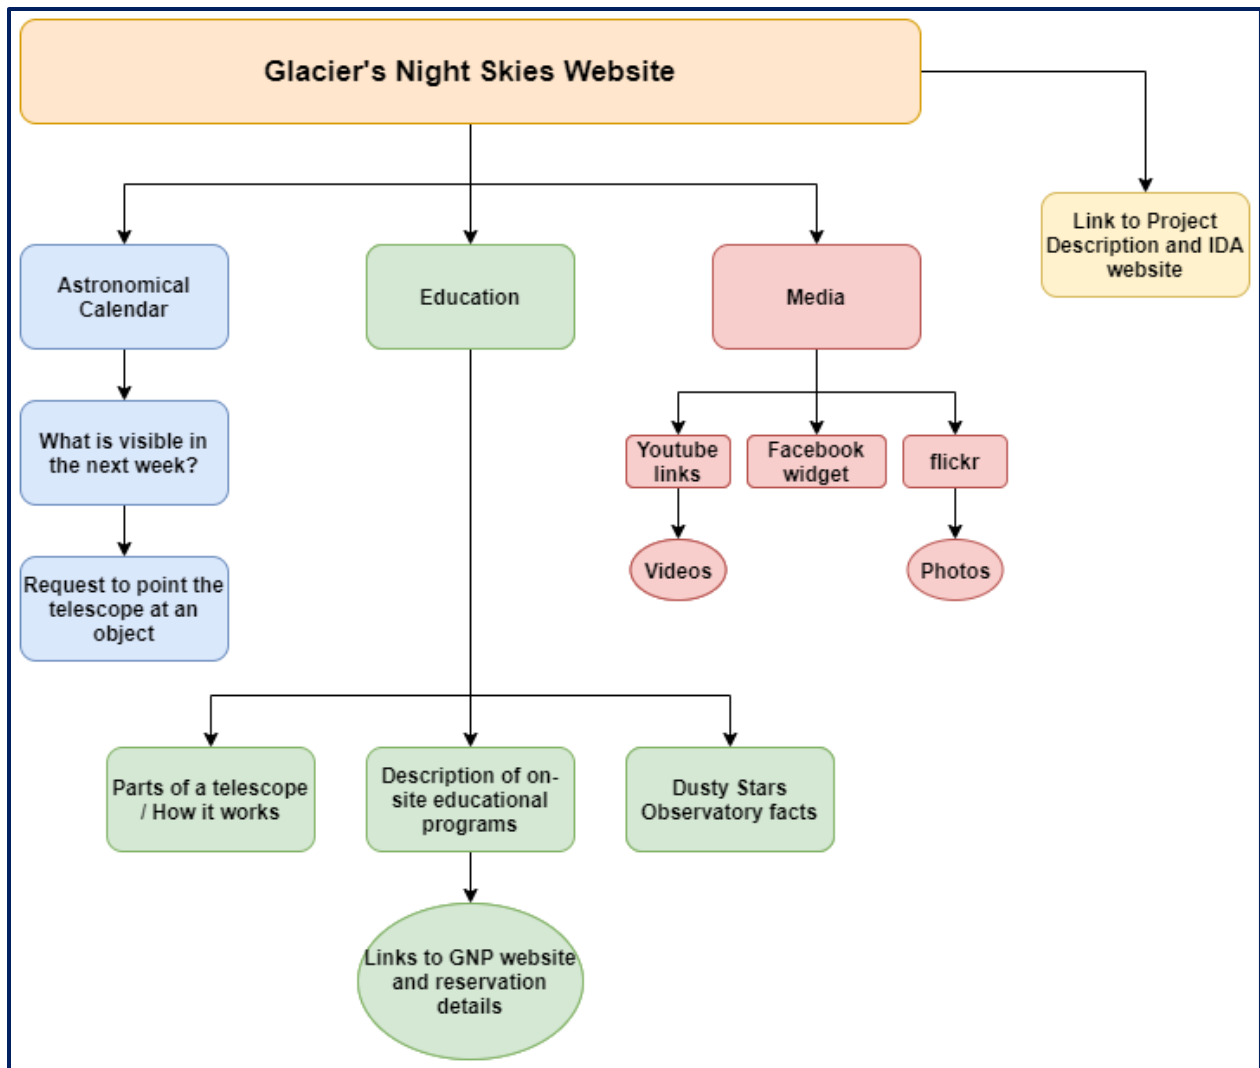 Glacier's Night Skies Website
Link to Project
Description and IDA
website
Astronomical
Calendar
Education
Media
What is visible in
the next week?
Youtube
links
Facebook
widget
flickr
Request to point the
telescope at an
object
Videos
Photos
Parts of a telescope
/ How it works
Description of on-
site educational
programs
Dusty Stars
Observatory facts
Links to GNP website
and reservation
details